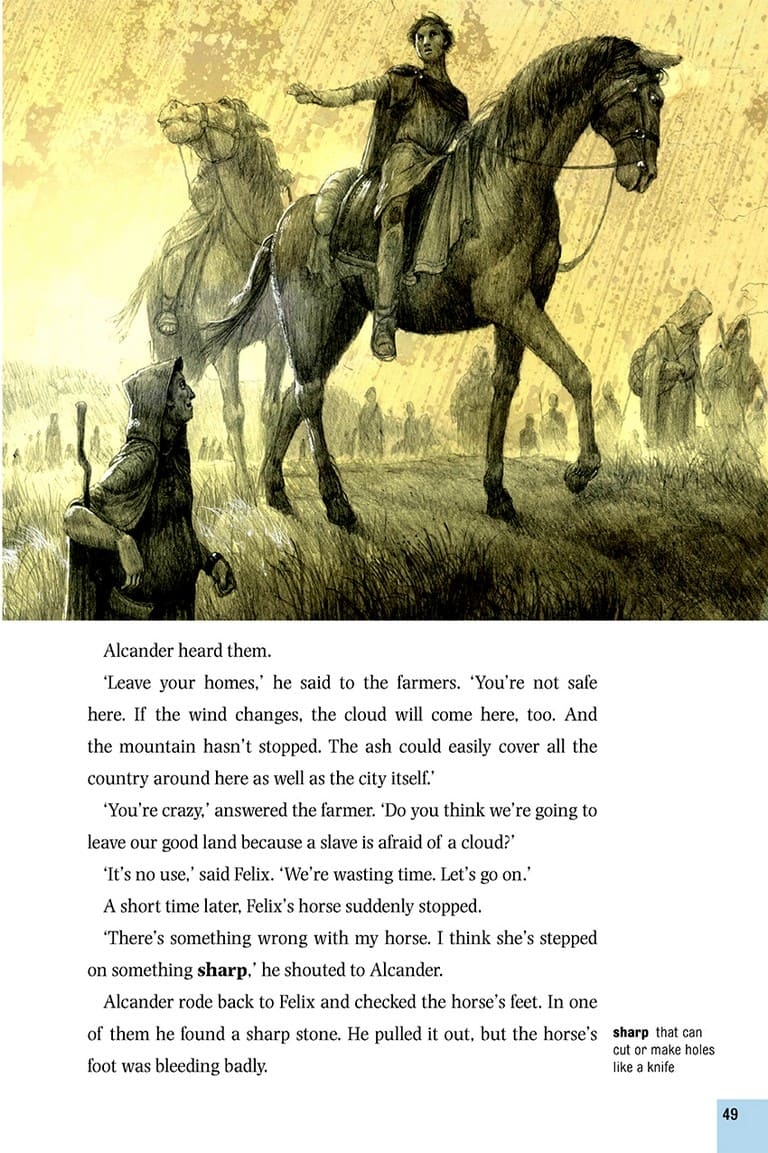 Alcander heard them.
‘Leave your homes,’ he said to the farmers. ‘You’re not safe
here. If the wind changes, the cloud will come here, too. And
the mountain hasn’t stopped. The ash could easily cover all the
country around here as well as the city itself.’
‘You’re crazy,’ answered the farmer. ‘Do you think we’re going to
leave our good land because a slave is afraid of a cloud?’
‘It’s no use,’ said Felix. ‘We’re wasting time. Let’s go on.’
A short time later, Felix’s horse suddenly stopped.
‘There’s something wrong with my horse. I think she’s stepped
on something sharp,’ he shouted to Alcander.
Alcander rode back to Felix and checked the horse’s feet. In one
of them he found a sharp stone. He pulled it out, but the horse’s
foot was bleeding badly.
sharp that can
cut or make holes
like a knife
49